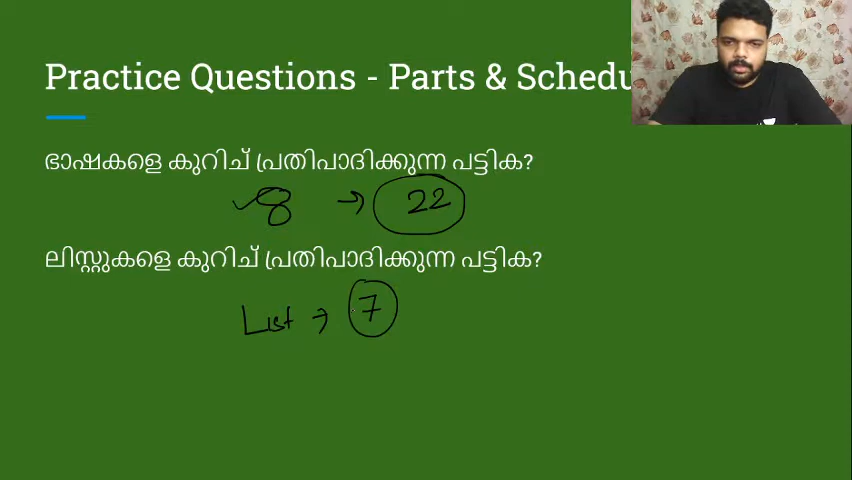 Practice Questions - Parts & Schedu
ഭാഷകളെ കുറിച് പ്രതിപാദിക്കുന്ന പട്ടിക?
8 → 22
ലിസ്റ്റുകളെ കുറിച് പ്രതിപാദിക്കുന്ന പട്ടിക?
List → 7